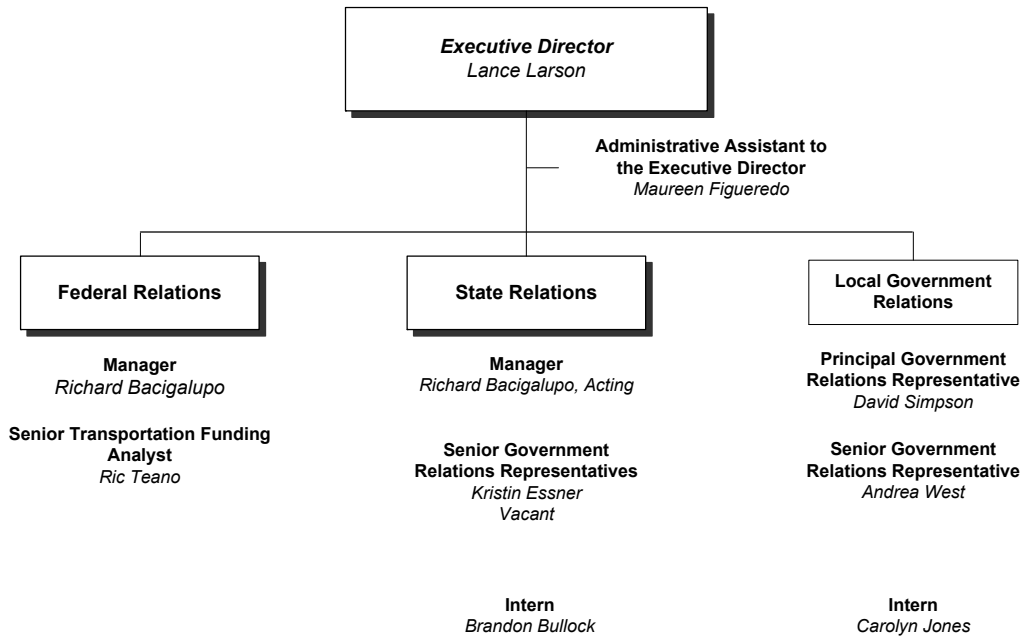 Executive Director
Lance Larson
Administrative Assistant to
the Executive Director
Maureen Figueredo
Federal Relations
Manager
Richard Bacigalupo
Senior Transportation Funding
Analyst
Ric Teano
State Relations
Manager
Richard Bacigalupo, Acting
Senior Government
Relations Representatives
Kristin Essner
Vacant
Intern
Brandon Bullock
Local Government
Relations
Principal Government
Relations Representative
David Simpson
Senior Government
Relations Representative
Andrea West
Intern
Carolyn Jones